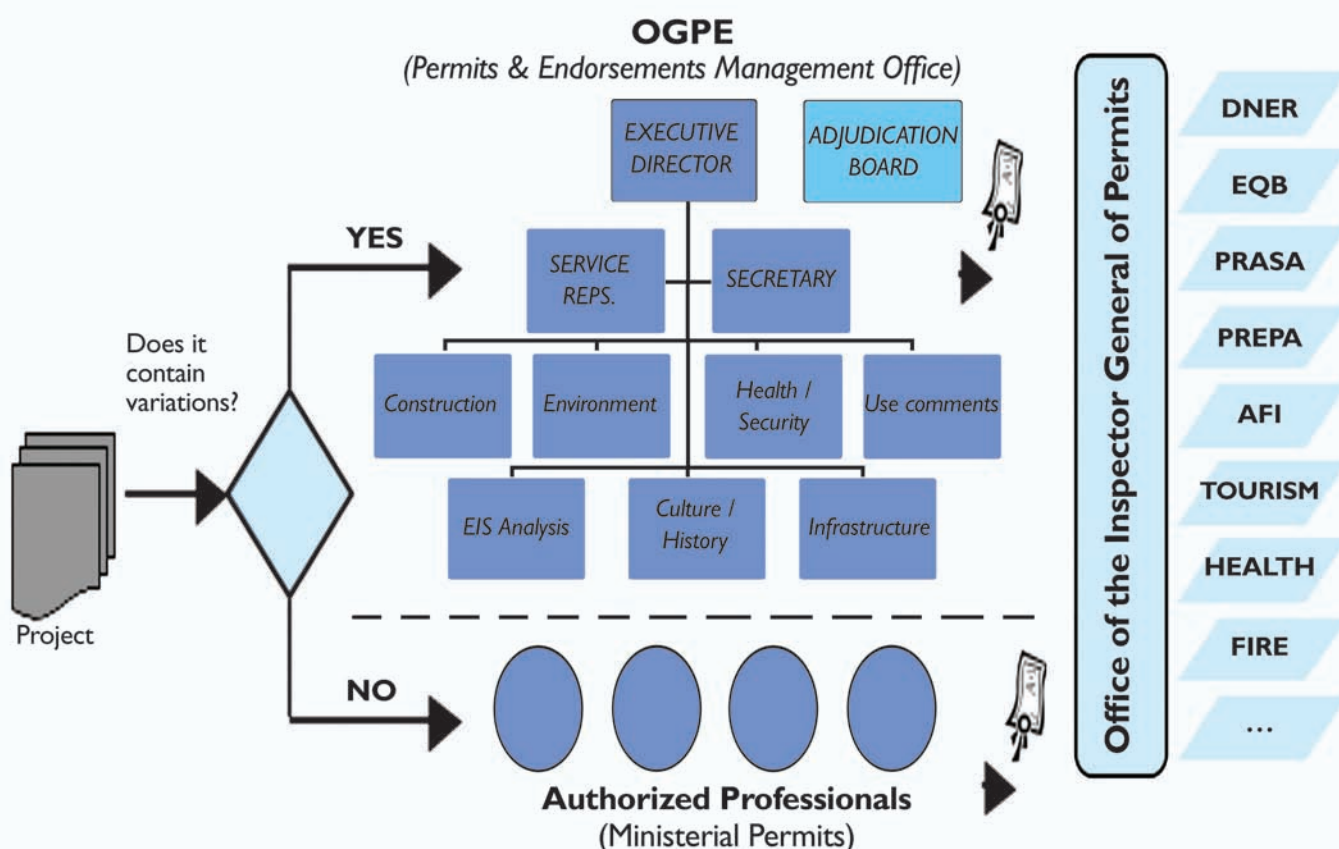 OGPE
(Permits & Endorsements Management Office)
EXECUTIVE
DIRECTOR
ADJUDICATION
BOARD
YES
SERVICE
REPS.
SECRETARY
Does it
contain
variations?
Construction
Environment
Health /
Security
Use comments
EIS Analysis
Culture /
History
Infrastructure
Project
NO
Authorized Professionals
(Ministerial Permits)
Office of the Inspector General of Permits
DNER
EQB
PRASA
PREPA
AFI
TOURISM
HEALTH
FIRE
...